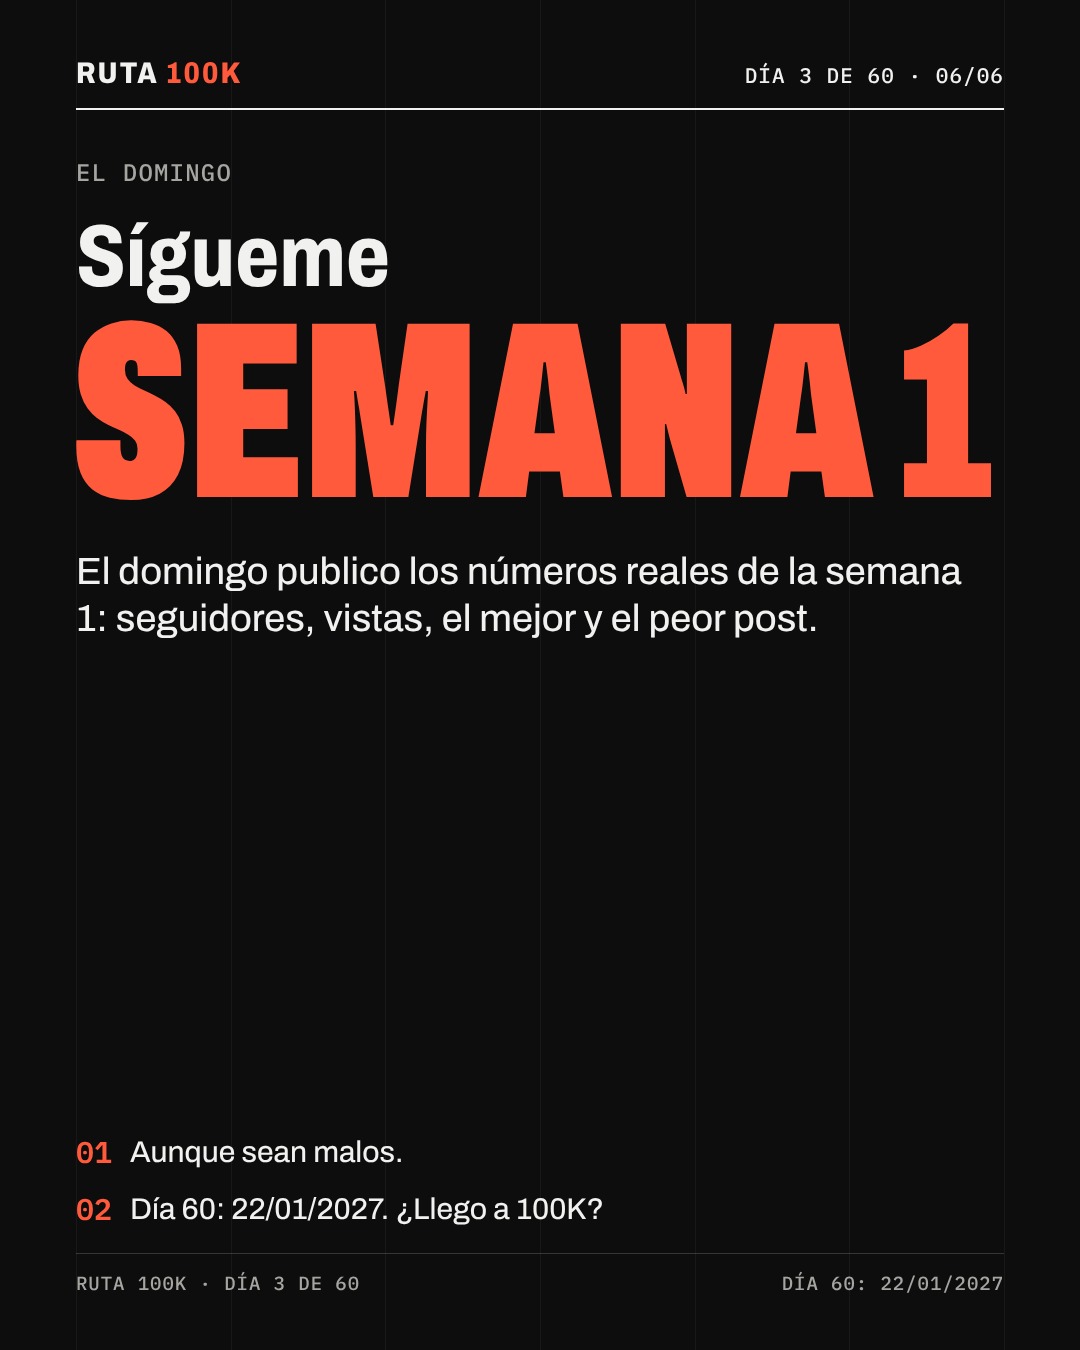 RUTA 100K
DÍA 3 DE 60 · 06/06
EL DOMINGO
Sígueme
SEMANA 1
El domingo publico los números reales de la semana
1: seguidores, vistas, el mejor y el peor post.
01 Aunque sean malos.
02 Día 60: 22/01/2027. ¿Llego a 100K?
RUTA 100K · DÍA 3 DE 60
DÍA 60: 22/01/2027